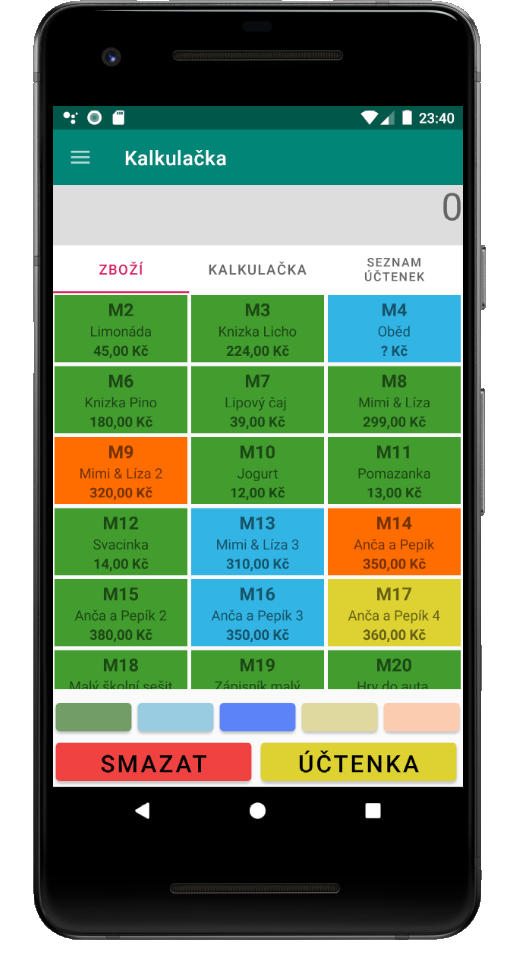 23:40
Kalkulačka
0
ZBOŽÍ
KALKULAČKA
SEZNAM
ÚČTENEK
M2
Limonáda
45,00 Kč
M3
Knizka Licho
224,00 Kč
M4
Oběd
? Kč
M6
Knizka Pino
180,00 Kč
M7
Lipový čaj
39,00 Kč
M8
Mimi & Líza
299,00 Kč
M9
Mimi & Líza 2
320,00 Kč
M10
Jogurt
12,00 Kč
M11
Pomazanka
13,00 Kč
M12
Svacinka
14,00 Kč
M13
Mimi & Líza 3
310,00 Kč
M14
Anča a Pepík
350,00 Kč
M15
Anča a Pepík 2
380,00 Kč
M16
Anča a Pepík 3
350,00 Kč
M17
Anča a Pepík 4
360,00 Kč
M18
Malý školní sešit
M19
Zápisník malý
M20
Hry do auta
SMAZAT
ÚČTENKA